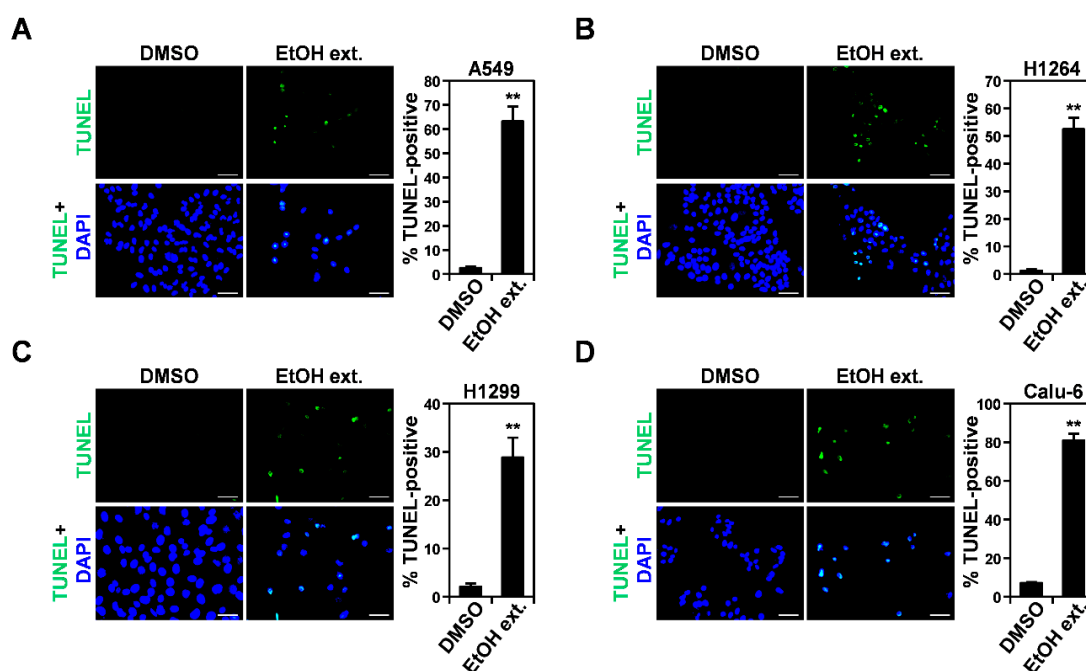 A
DMSO
EtOH ext.
TUNEL
TUNEL+
DAPI
A549
% TUNEL-positive
80
70
60
50
40
30
20
10
0
**
DMSO
EtOH ext.
B
DMSO
EtOH ext.
TUNEL
TUNEL+
DAPI
H1264
% TUNEL-positive
70
60
50
40
30
20
10
0
**
DMSO
EtOH ext.
C
DMSO
EtOH ext.
TUNEL
TUNEL+
DAPI
H1299
% TUNEL-positive
40
30
20
10
0
**
DMSO
EtOH ext.
D
DMSO
EtOH ext.
TUNEL
TUNEL+
DAPI
Calu-6
% TUNEL-positive
100
80
60
40
20
0
**
DMSO
EtOH ext.